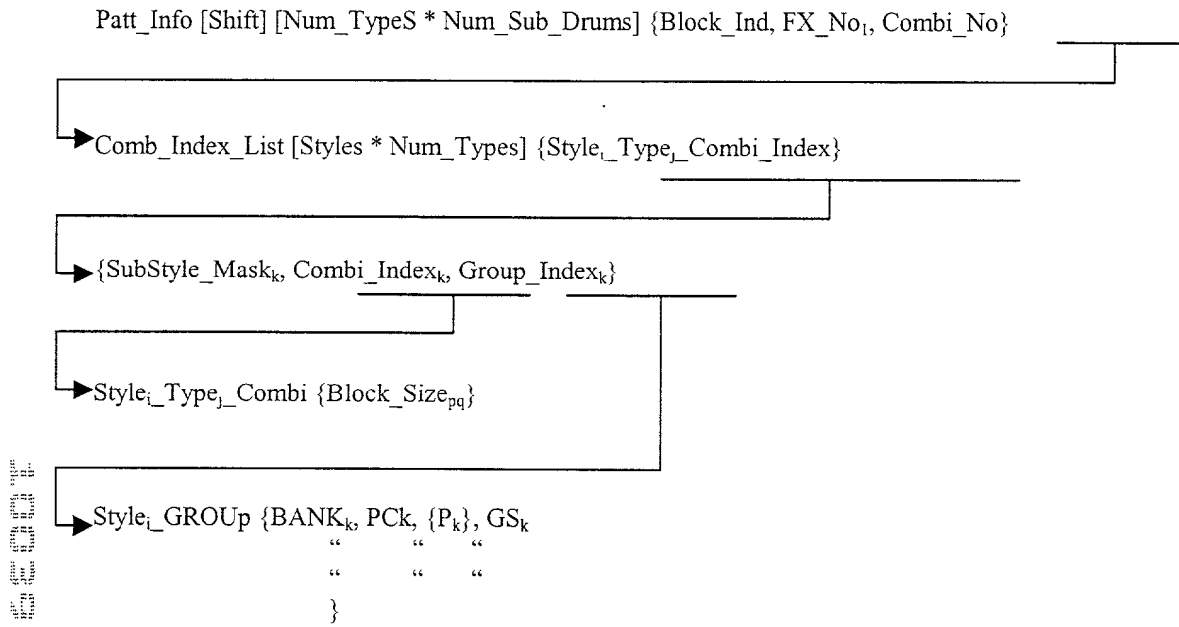 Patt_Info [Shift] [Num_TypeS * Num_Sub_Drums] {Block_Ind, FX_No₁, Combi_No}
Comb_Index_List [Styles * Num_Types] {Styleᵢ_Typeⱼ_Combi_Index}
{SubStyle_Maskₖ, Combi_Indexₖ, Group_Indexₖ}
Styleᵢ_Typeⱼ_Combi {Block_Size_pq}
Styleᵢ_GROUp {BANKₖ, PCk, {Pₖ}, GSₖ
“ “ “
“ “ “
}